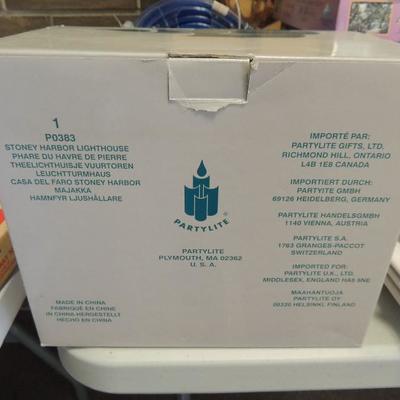 1
P0383
STONEY HARBOR LIGHTHOUSE
PHARE DU HAVRE DE PIERRE
THEELICHTHUISJE VUURTOREN
LEUCHTTURMHAUS
CASA DEL FARO STONEY HARBOR
MAJAKKA
HAMNFYR LJUSHÅLLARE
MADE IN CHINA
FABRIQUÉ EN CHINE
IN CHINA HERGESTELLT
HECHO EN CHINA
PARTYLITE®
PARTYLITE
PLYMOUTH, MA 02362
U. S. A.
IMPORTÉ PAR:
PARTYLITE GIFTS, LTD.
RICHMOND HILL, ONTARIO
L4B 1E8 CANADA
IMPORTIERT DURCH:
PARTYITE GMBH
69126 HEIDELBERG, GERMANY
PARTYLITE HANDELSGMBH
1140 VIENNA, AUSTRIA
PARTYLITE S.A.
1763 GRANGES-PACCOT
SWITZERLAND
IMPORTED FOR:
PARTYLITE U.K., LTD.
MIDDLESEX, ENGLAND HA5 9NE
MAAHANTUOJA
PARTYLITE OY
00320 HELSINKI, FINLAND